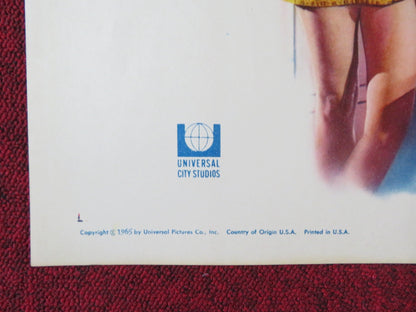 UNIVERSAL
CITY STUDIOS
L
Copyright © 1965 by Universal Pictures Co., Inc. Country of Origin U.S.A. Printed in U.S.A.